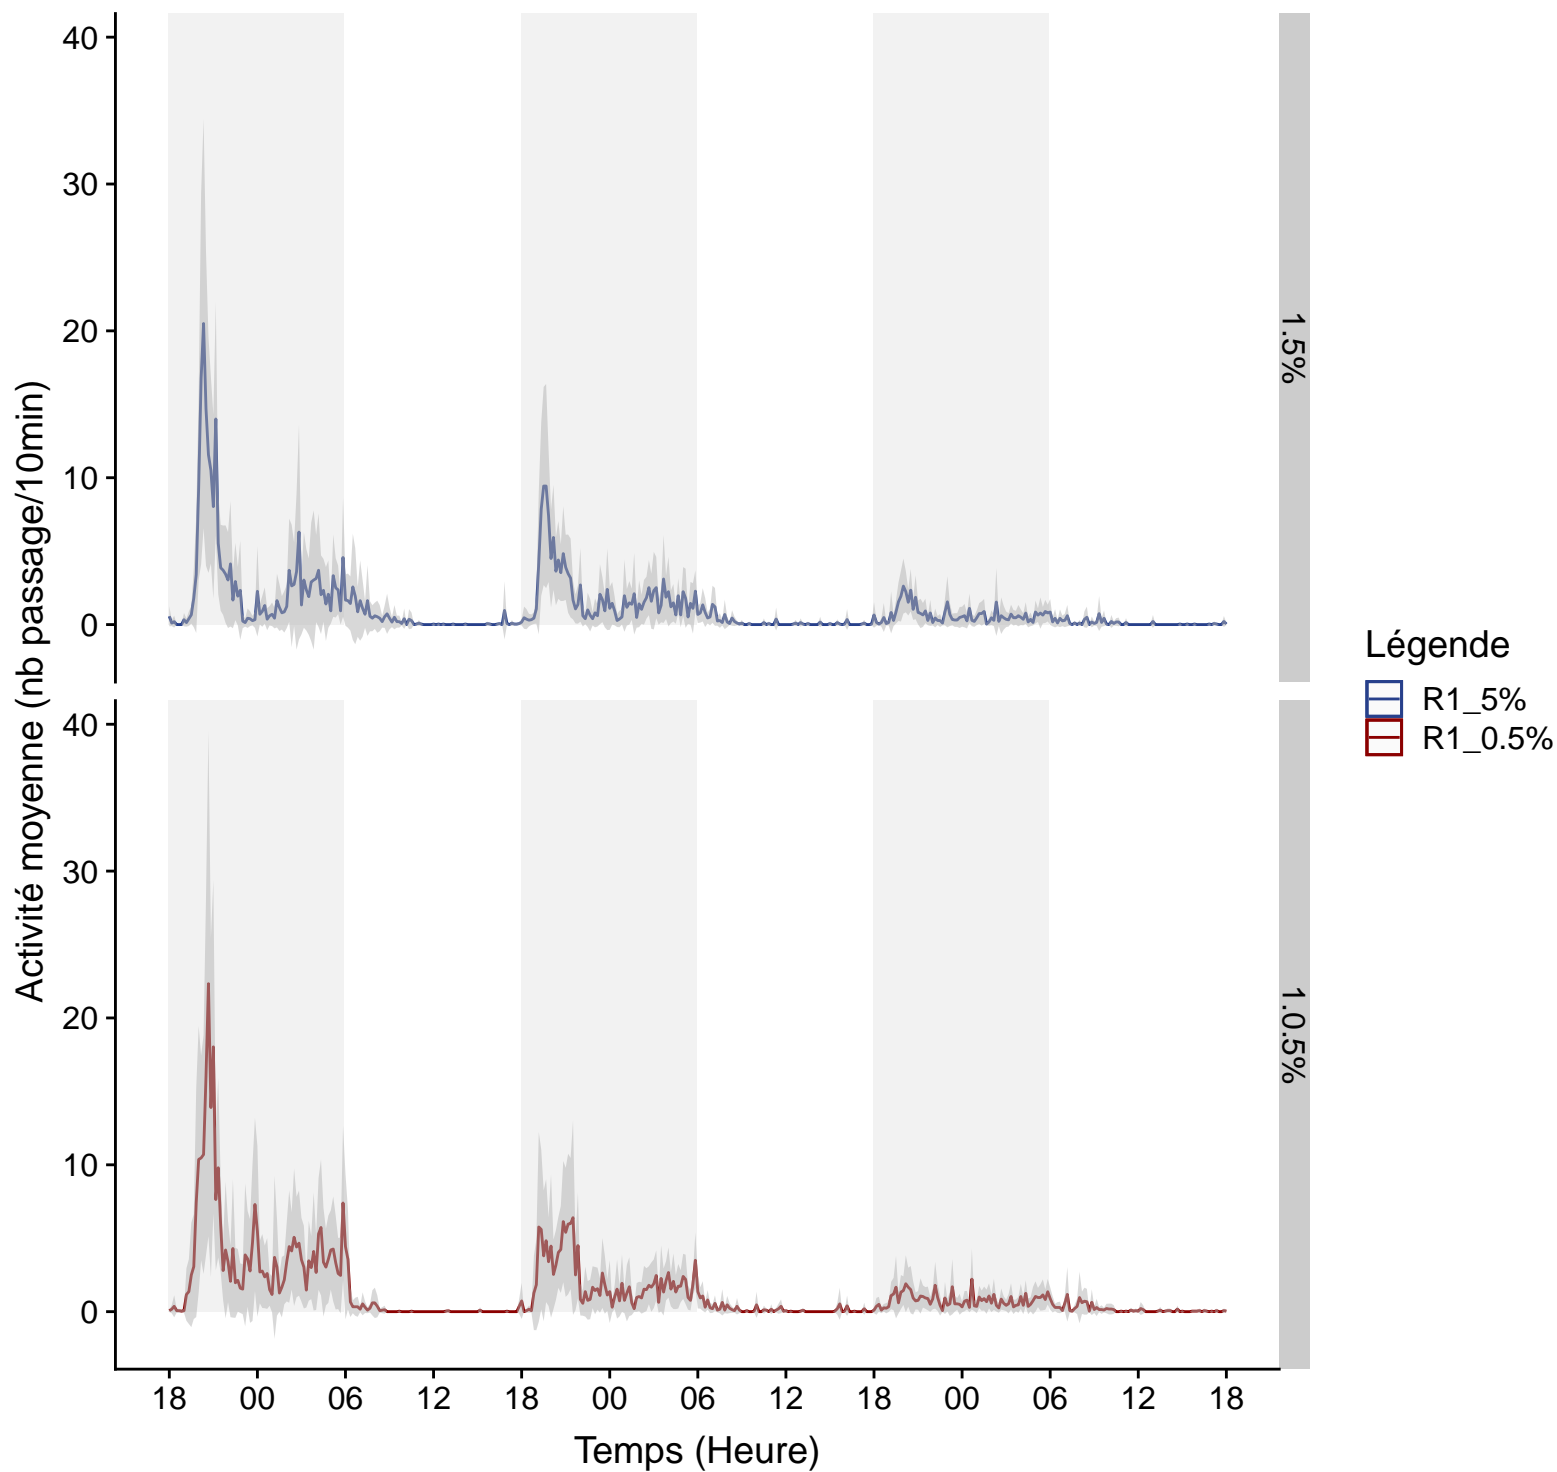 40
30
20
10
0
1.5%
40
30
20
10
0
1.0.5%
Activité moyenne (nb passage/10min)
18 00 06 12 18 00 06 12 18 00 06 12 18
Temps (Heure)
Légende
R1_5%
R1_0.5%